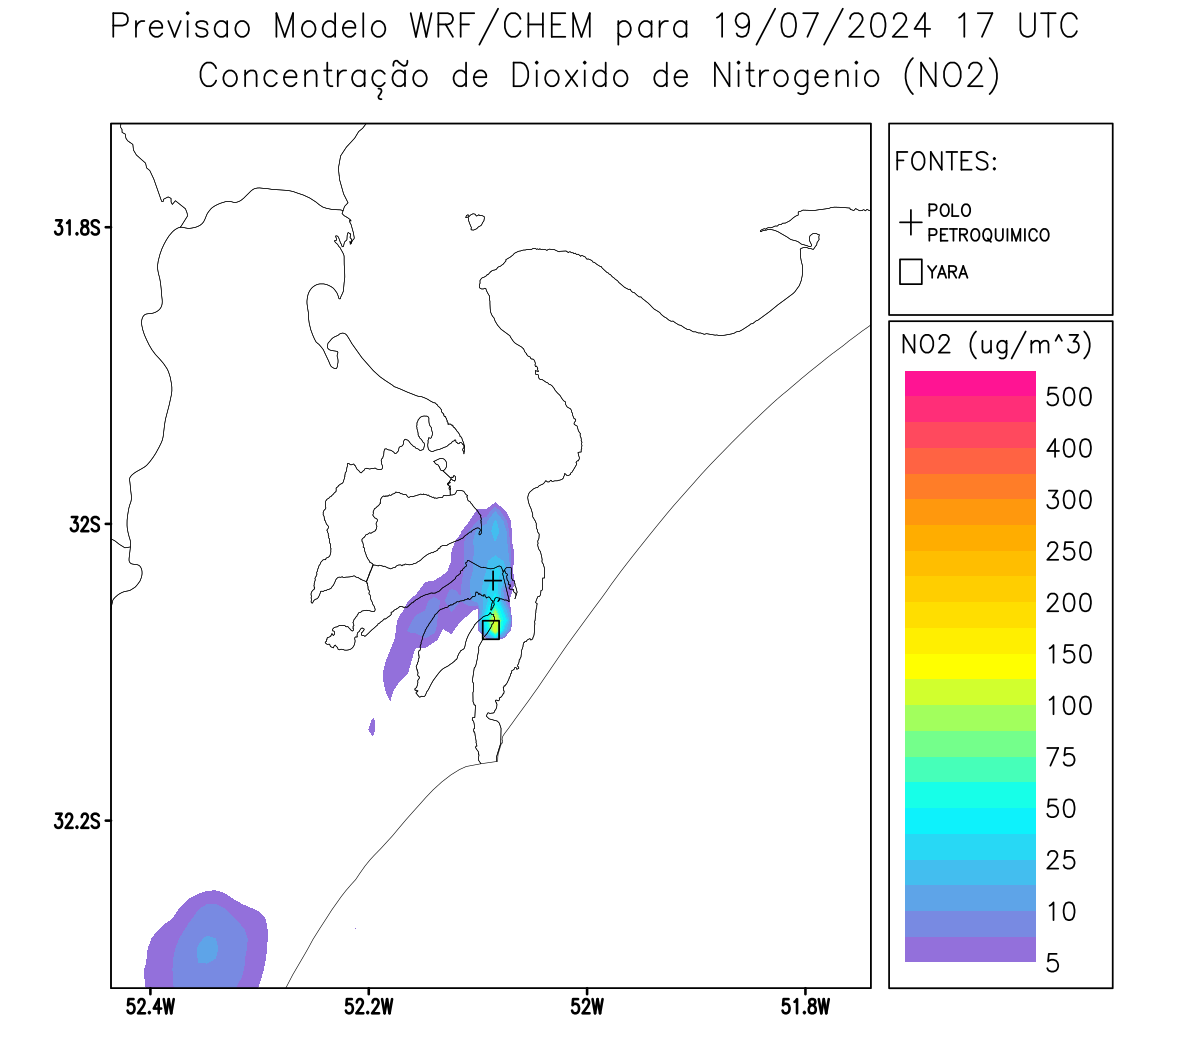 Previsao Modelo WRF/CHEM para 19/07/2024 17 UTC
Concentração de Dioxido de Nitrogenio (NO2)
FONTES:
POLO
PETROQUIMICO
YARA
NO2 (ug/m^3)
500
400
300
250
200
150
100
75
50
25
10
5
31.8S
32S
32.2S
52.4W
52.2W
52W
51.8W